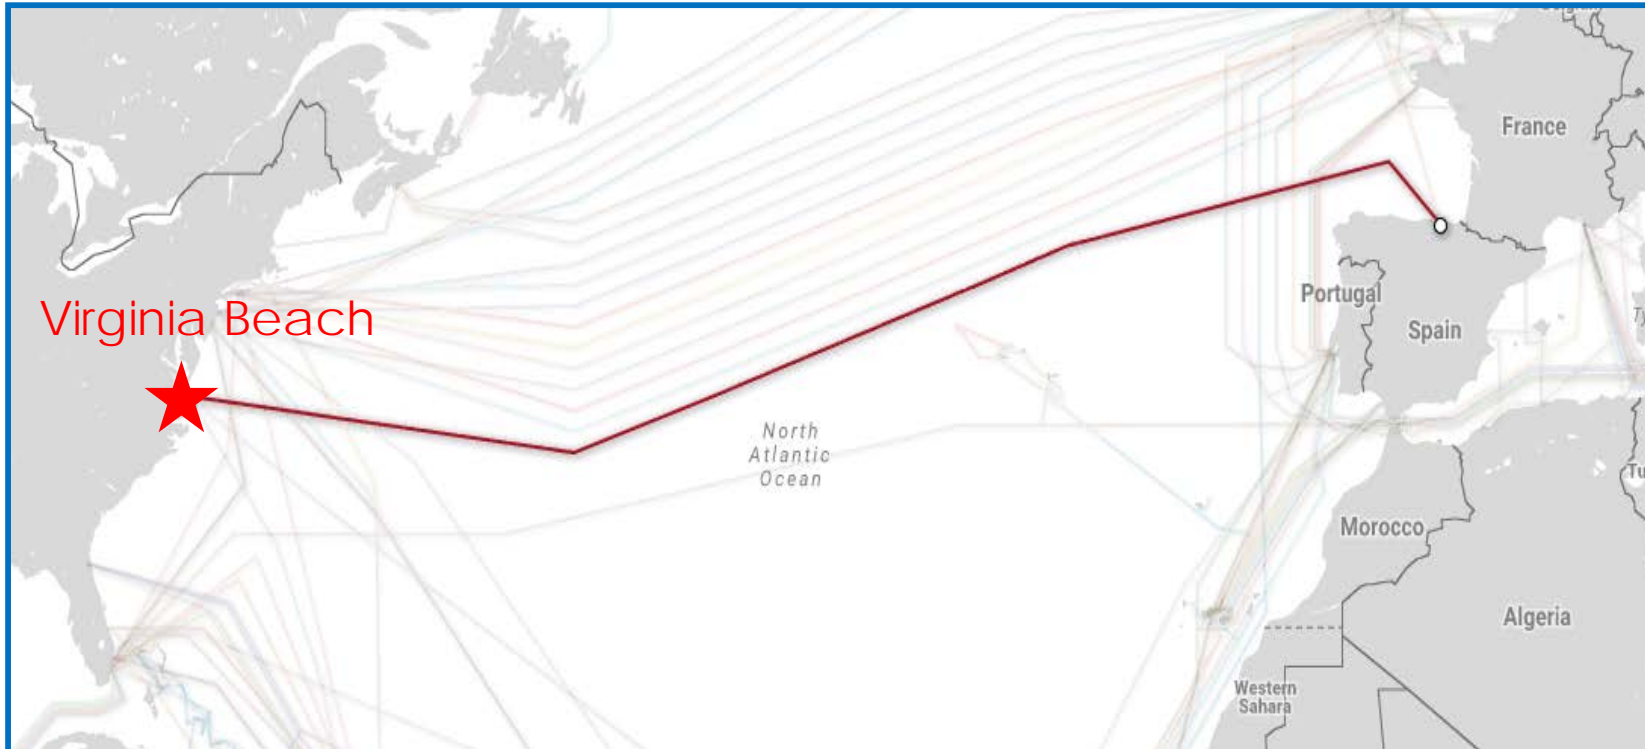 France
Virginia Beach
Portugal
Spain
North
Atlantic
Ocean
Morocco
Algeria
Western
Sahara